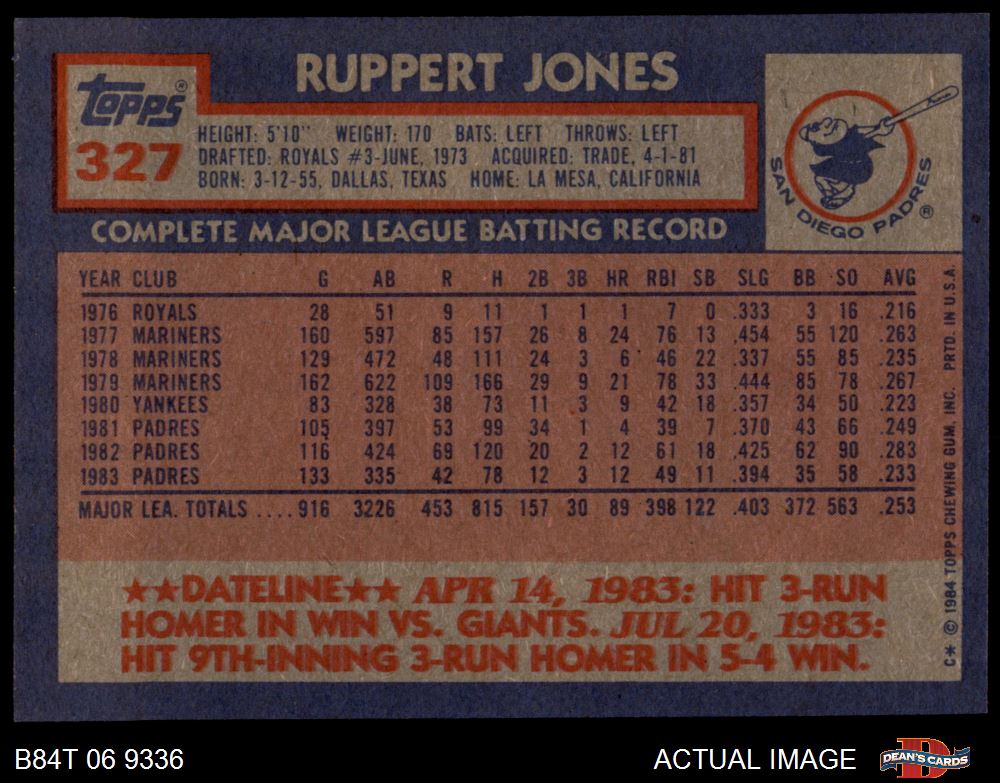 RUPPERT JONES
Topps®
327
HEIGHT: 5'10" WEIGHT: 170 BATS: LEFT THROWS: LEFT
DRAFTED: ROYALS #3-JUNE, 1973 ACQUIRED: TRADE, 4-1-81
BORN: 3-12-55, DALLAS, TEXAS HOME: LA MESA, CALIFORNIA
SAN DIEGO PADRES ®
COMPLETE MAJOR LEAGUE BATTING RECORD
YEAR CLUB G AB R H 2B 3B HR RBI SB SLG BB SO AVG
1976 ROYALS 28 51 9 11 1 1 1 7 0 .333 3 16 .216
1977 MARINERS 160 597 85 157 26 8 24 76 13 .454 55 120 .263
1978 MARINERS 129 472 48 111 24 3 6 46 22 .337 55 85 .235
1979 MARINERS 162 622 109 166 29 9 21 78 33 .444 85 78 .267
1980 YANKEES 83 328 38 73 11 3 9 42 18 .357 34 50 .223
1981 PADRES 105 397 53 99 34 1 4 39 7 .370 43 66 .249
1982 PADRES 116 424 69 120 20 2 12 61 18 .425 62 90 .283
1983 PADRES 133 335 42 78 12 3 12 49 11 .394 35 58 .233
MAJOR LEA. TOTALS .... 916 3226 453 815 157 30 89 398 122 .403 372 563 .253
★★DATELINE★★ APR 14, 1983: HIT 3-RUN
HOMER IN WIN VS. GIANTS. JUL 20, 1983:
HIT 9TH-INNING 3-RUN HOMER IN 5-4 WIN.
C* © 1984 TOPPS CHEWING GUM, INC. PRTD. IN U.S.A.
B84T 06 9336
ACTUAL IMAGE
DEAN'S CARDS